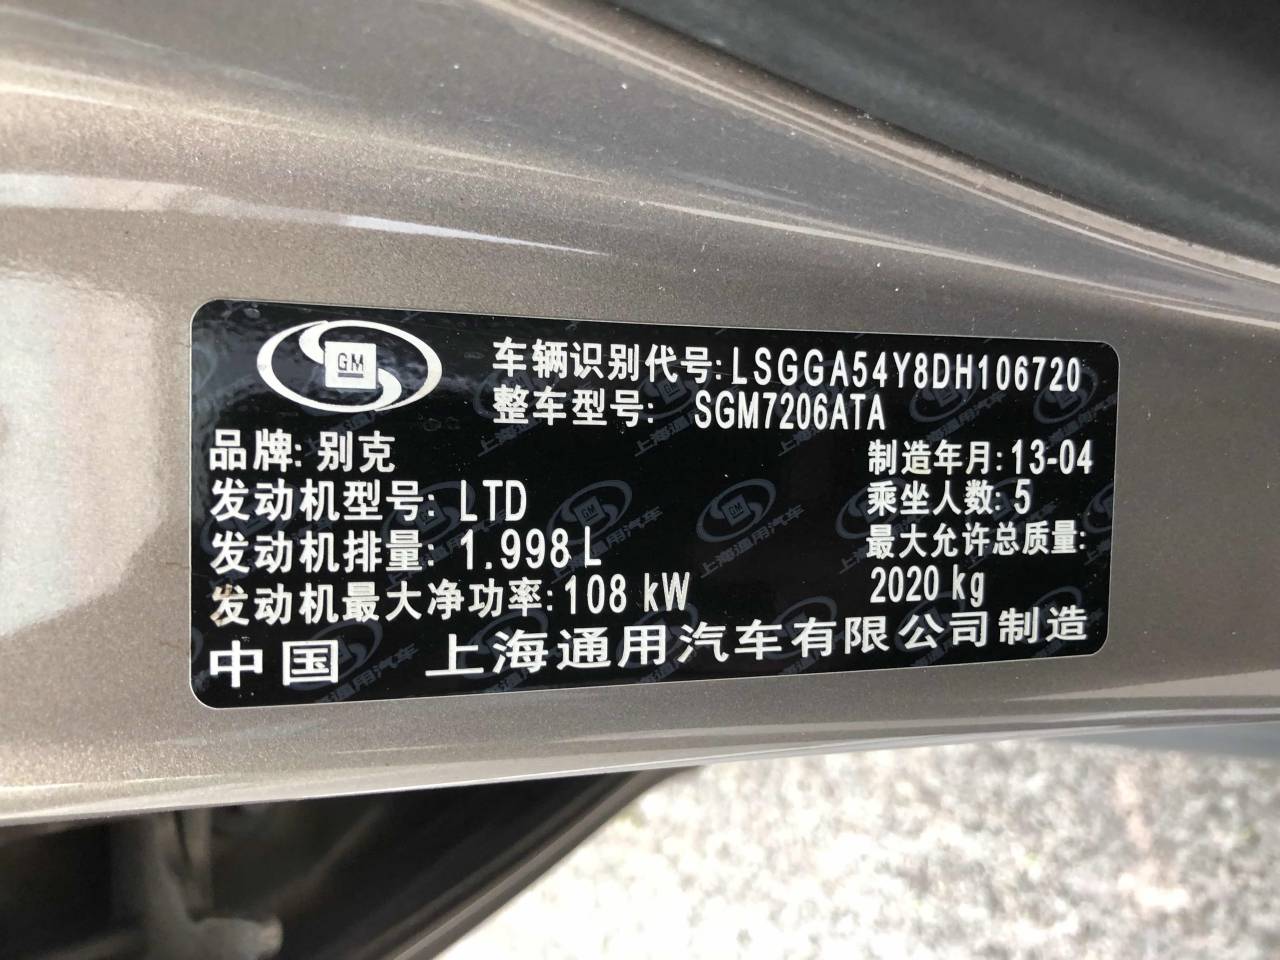 GM
车辆识别代号: LSGGA54Y8DH106720
整车型号: SGM7206ATA
品牌: 别克
制造年月: 13-04
发动机型号: LTD
乘坐人数: 5
发动机排量: 1.998 L
最大允许总质量:
2020 kg
发动机最大净功率: 108 kW
中国 上海通用汽车有限公司制造